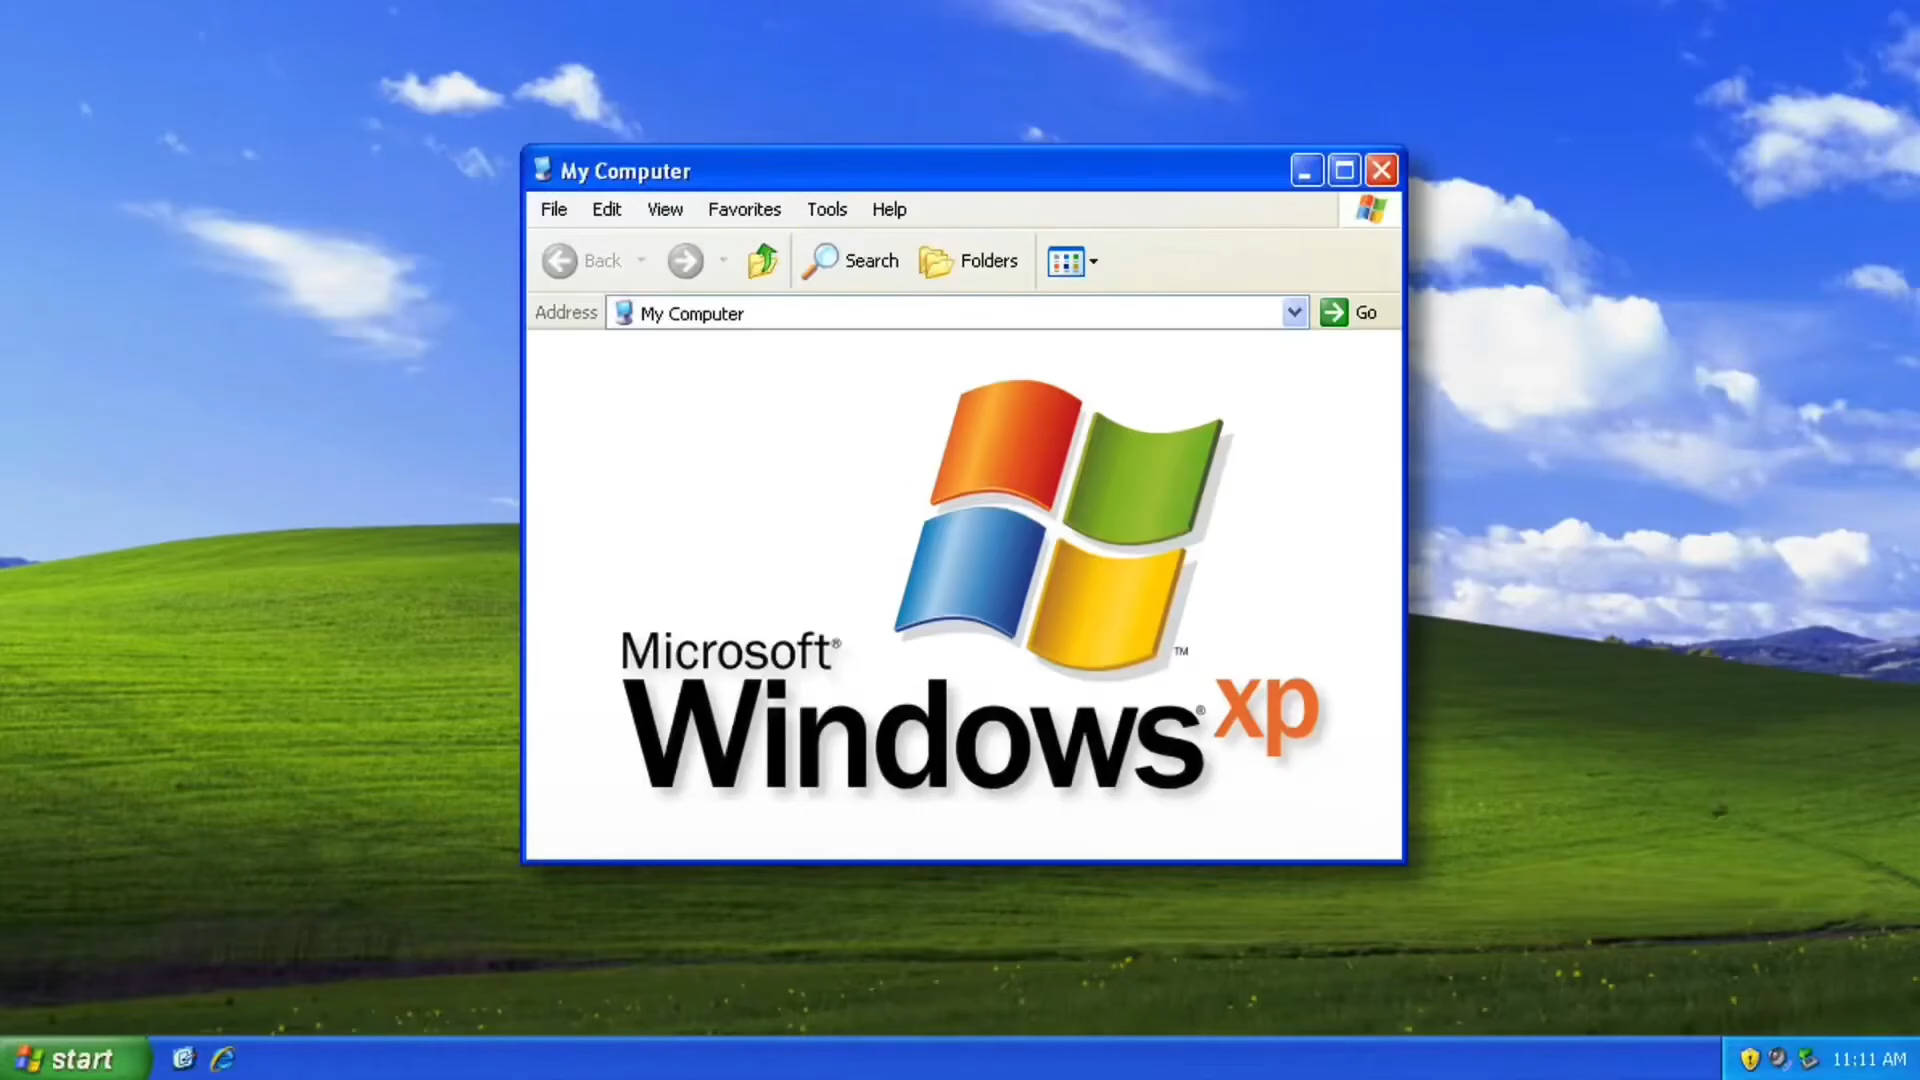 My Computer
File Edit View Favorites Tools Help
Back Search Folders
Address My Computer Go
Microsoft®
™
Windows® xp
start 11:11 AM